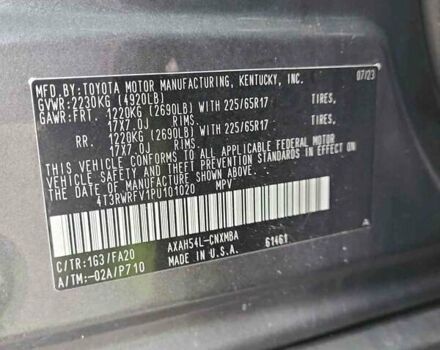 MFD.BY:TOYOTA MOTOR MANUFACTURING, KENTUCKY, INC. 07/23
GVWR:2230KG (4920LB)
GAWR:FRT. 1220KG (2690LB) WITH 225/65R17 TIRES,
17X7.0J RIMS,
RR. 1220KG (2690LB) WITH 225/65R17 TIRES,
17X7.0J RIMS.
THIS VEHICLE CONFORMS TO ALL APPLICABLE FEDERAL MOTOR
VEHICLE SAFETY AND THEFT PREVENTION STANDARDS IN
EFFECT ON THE DATE OF MANUFACTURE SHOWN ABOVE.
4T3RWRFV1PU101020 MPV
AXAH54L-CNXMBA 61461
C/TR:1G3/FA20 MADE IN U.S.A.
A/TM:-02A/P710